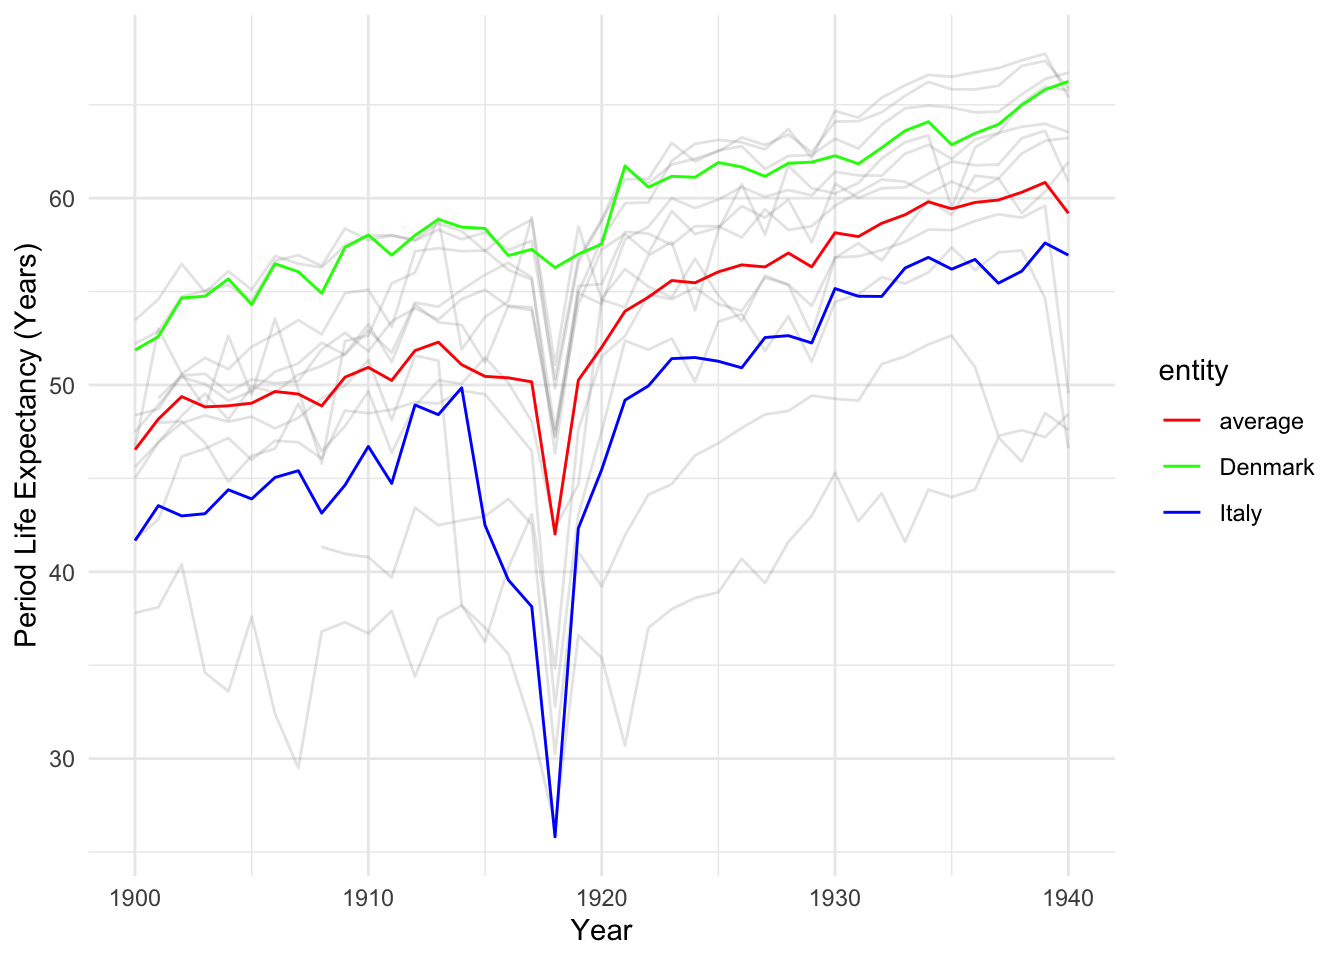 Period Life Expectancy (Years)
60
50
40
30
1900 1910 1920 1930 1940
Year
entity
average
Denmark
Italy